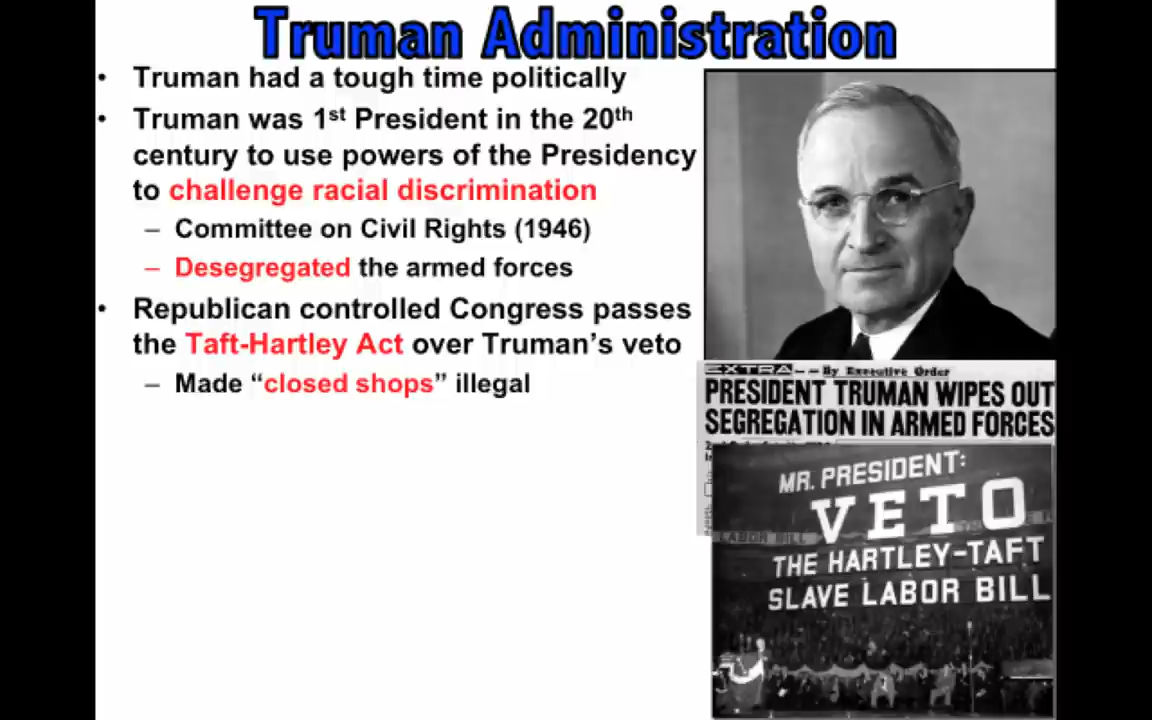 Truman Administration
• Truman had a tough time politically
• Truman was 1st President in the 20th
century to use powers of the Presidency
to challenge racial discrimination
– Committee on Civil Rights (1946)
– Desegregated the armed forces
• Republican controlled Congress passes
the Taft-Hartley Act over Truman’s veto
– Made “closed shops” illegal
EXTRA -- By Executive Order
PRESIDENT TRUMAN WIPES OUT
SEGREGATION IN ARMED FORCES
MR. PRESIDENT:
VETO
LABOR BILL
THE HARTLEY-TAFT
SLAVE LABOR BILL